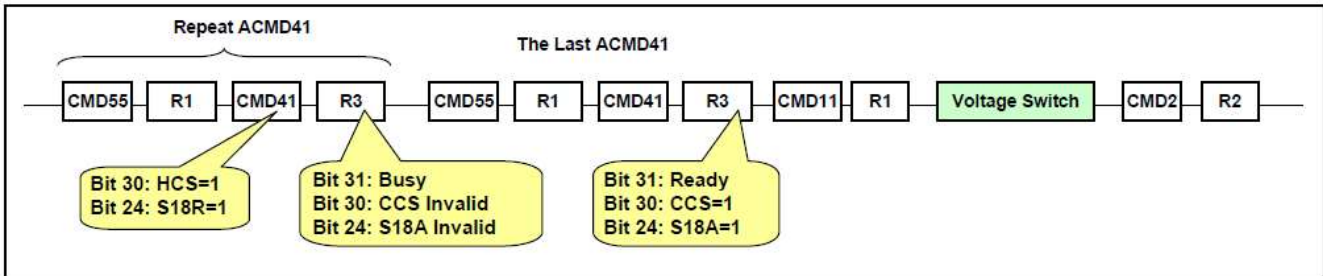 Repeat ACMD41
The Last ACMD41
CMD55
R1
CMD41
R3
CMD55
R1
CMD41
R3
CMD11
R1
Voltage Switch
CMD2
R2
Bit 30: HCS=1
Bit 24: S18R=1
Bit 31: Busy
Bit 30: CCS Invalid
Bit 24: S18A Invalid
Bit 31: Ready
Bit 30: CCS=1
Bit 24: S18A=1